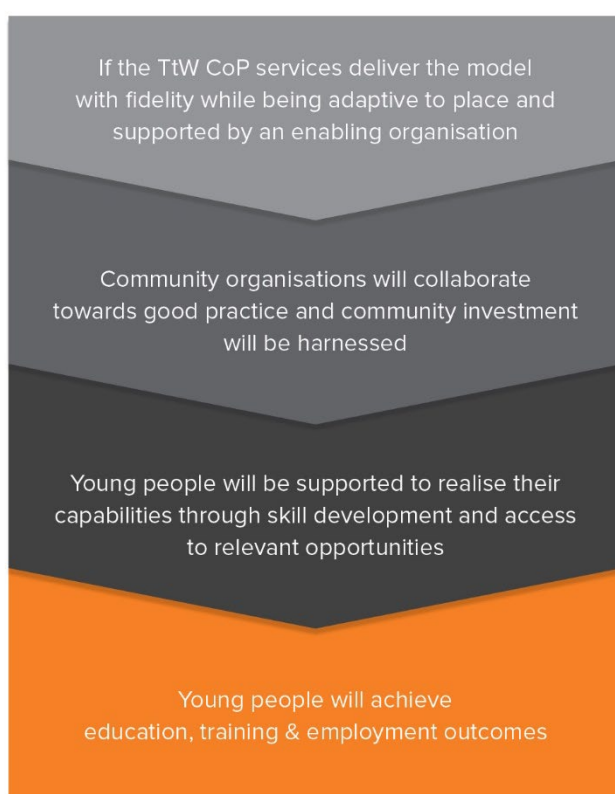 If the TtW CoP services deliver the model
with fidelity while being adaptive to place and
supported by an enabling organisation
Community organisations will collaborate
towards good practice and community investment
will be harnessed
Young people will be supported to realise their
capabilities through skill development and access
to relevant opportunities
Young people will achieve
education, training & employment outcomes